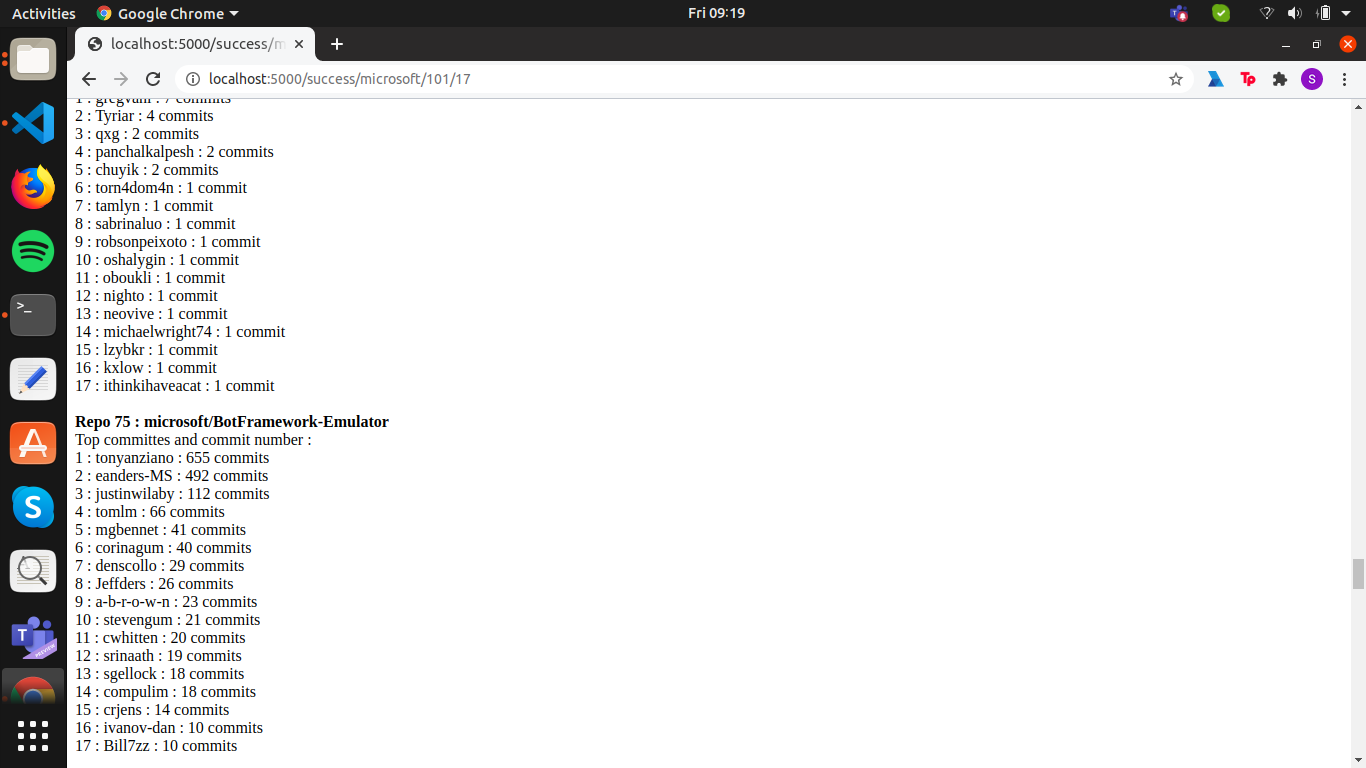 Activities
Google Chrome
Fri 09:19
localhost:5000/success/m
localhost:5000/success/microsoft/101/17
Tp
S
2 : Tyriar : 4 commits
3 : qxg : 2 commits
4 : panchalkalpesh : 2 commits
5 : chuyik : 2 commits
6 : torn4dom4n : 1 commit
7 : tamlyn : 1 commit
8 : sabrinaluo : 1 commit
9 : robsonpeixoto : 1 commit
10 : oshalygin : 1 commit
11 : oboukli : 1 commit
12 : nighto : 1 commit
13 : neovive : 1 commit
14 : michaelwright74 : 1 commit
15 : lzybkr : 1 commit
16 : kxlow : 1 commit
17 : ithinkihaveacat : 1 commit
Repo 75 : microsoft/BotFramework-Emulator
Top committes and commit number :
1 : tonyanziano : 655 commits
2 : eanders-MS : 492 commits
3 : justinwilaby : 112 commits
4 : tomlm : 66 commits
5 : mgbennet : 41 commits
6 : corinagum : 40 commits
7 : denscollo : 29 commits
8 : Jeffders : 26 commits
9 : a-b-r-o-w-n : 23 commits
10 : stevengum : 21 commits
11 : cwhitten : 20 commits
12 : srinaath : 19 commits
13 : sgellock : 18 commits
14 : compulim : 18 commits
15 : crjens : 14 commits
16 : ivanov-dan : 10 commits
17 : Bill7zz : 10 commits